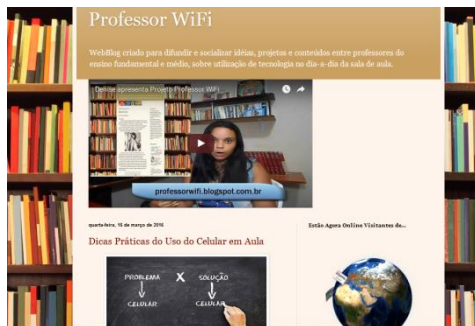 Professor WiFi
WebBlog criado para difundir e socializar idéias, projetos e conteúdos entre professores do
ensino fundamental e médio, sobre utilização de tecnologia no dia-a-dia da sala de aula.
Denise apresenta Projeto Professor WiFi
professorwifi.blogspot.com.br
quarta-feira, 16 de março de 2016
Estão Agora Online Visitantes de...
Dicas Práticas do Uso do Celular em Aula
PROBLEMA X SOLUÇÃO
CELULAR CELULAR